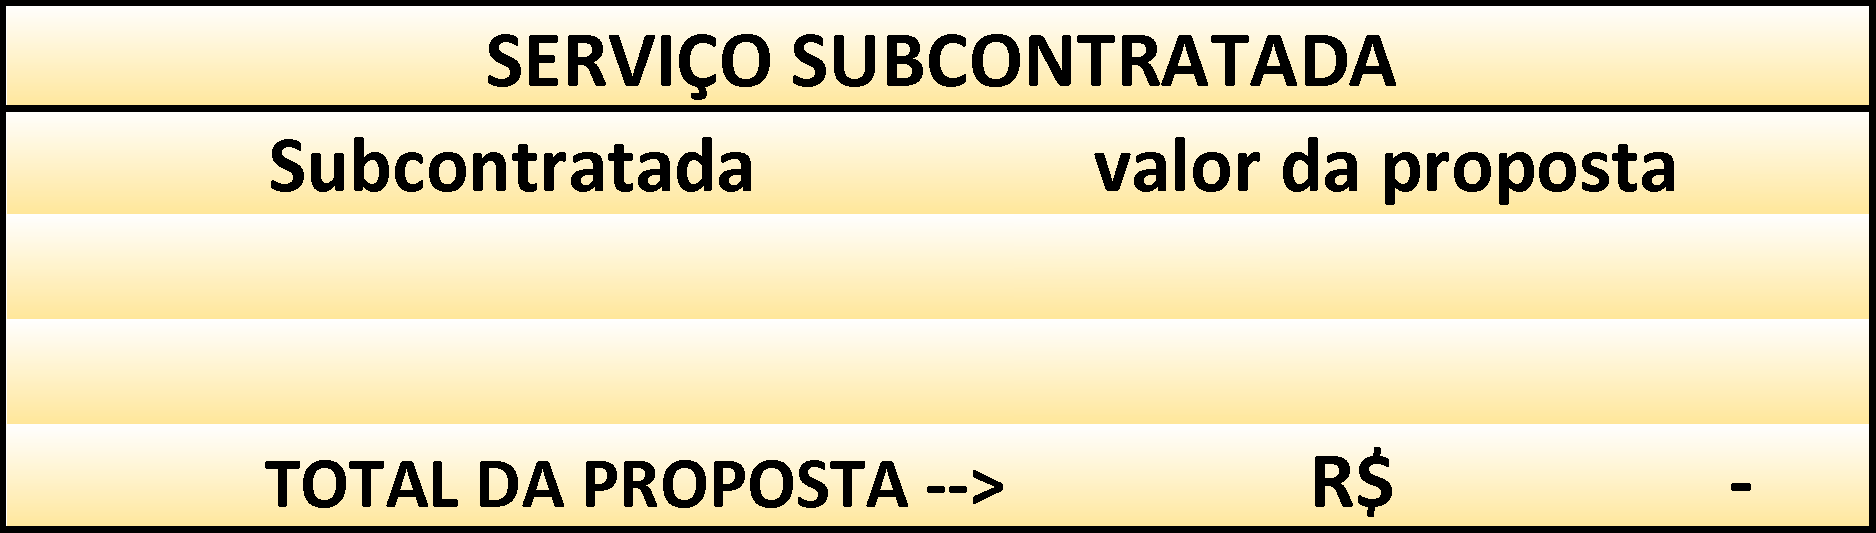 SERVIÇO SUBCONTRATADA
Subcontratada valor da proposta
TOTAL DA PROPOSTA --> R$ -